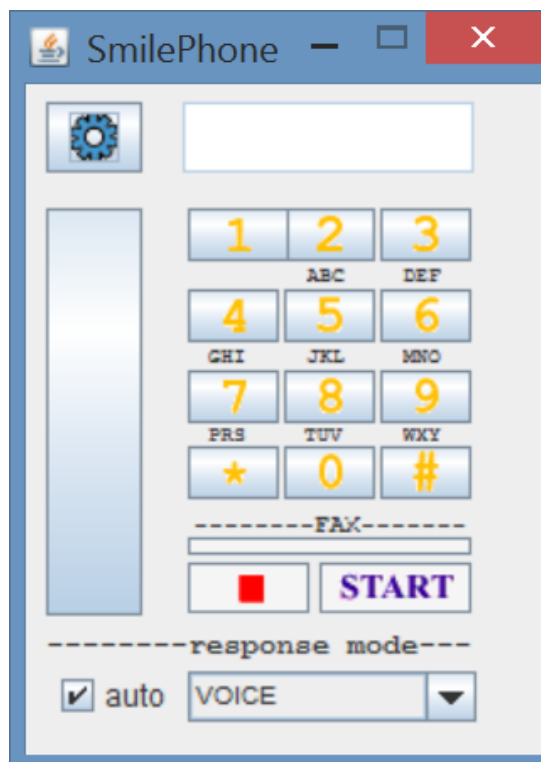 SmilePhone
1 2 3
ABC DEF
4 5 6
GHI JKL MNO
7 8 9
PRS TUV WXY
* 0 #
--------FAX-------
START
--------response mode---
auto VOICE